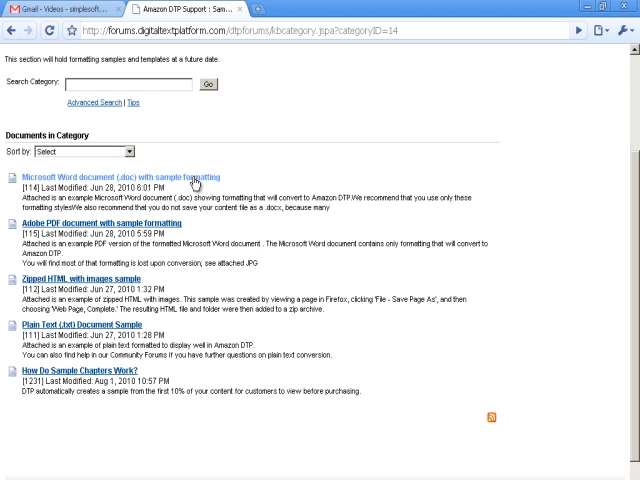 Gmail - Videos - simplesoft...
Amazon DTP Support : Sam...
http://forums.digitaltextplatform.com/dtpforums/kbcategory.jspa?categoryID=14
This section will hold formatting samples and templates at a future date.
Search Category:
Go
Advanced Search | Tips
Documents in Category
Sort by: Select
Microsoft Word document (.doc) with sample formatting
[114] Last Modified: Jun 28, 2010 6:01 PM
Attached is an example Microsoft Word document (.doc) showing formatting that will convert to Amazon DTP.We recommend that you use only these
formatting stylesWe also recommend that you do not save your content file as a .docx, because many
Adobe PDF document with sample formatting
[115] Last Modified: Jun 28, 2010 5:59 PM
Attached is an example PDF version of the formatted Microsoft Word document . The Microsoft Word document contains only formatting that will convert to
Amazon DTP.
You will find most of that formatting is lost upon conversion; see attached JPG
Zipped HTML with images sample
[112] Last Modified: Jun 27, 2010 1:32 PM
Attached is an example of zipped HTML with images. This sample was created by viewing a page in Firefox, clicking 'File - Save Page As', and then
choosing 'Web Page, Complete.' The resulting HTML file and folder were then added to a zip archive.
Plain Text (.txt) Document Sample
[111] Last Modified: Jun 27, 2010 1:28 PM
Attached is example of plain text formatted to display well in Amazon DTP.
You can also find help in our Community Forums if you have further questions on plain text conversion.
How Do Sample Chapters Work?
[1231] Last Modified: Aug 1, 2010 10:57 PM
DTP automatically creates a sample from the first 10% of your content for customers to view before purchasing.